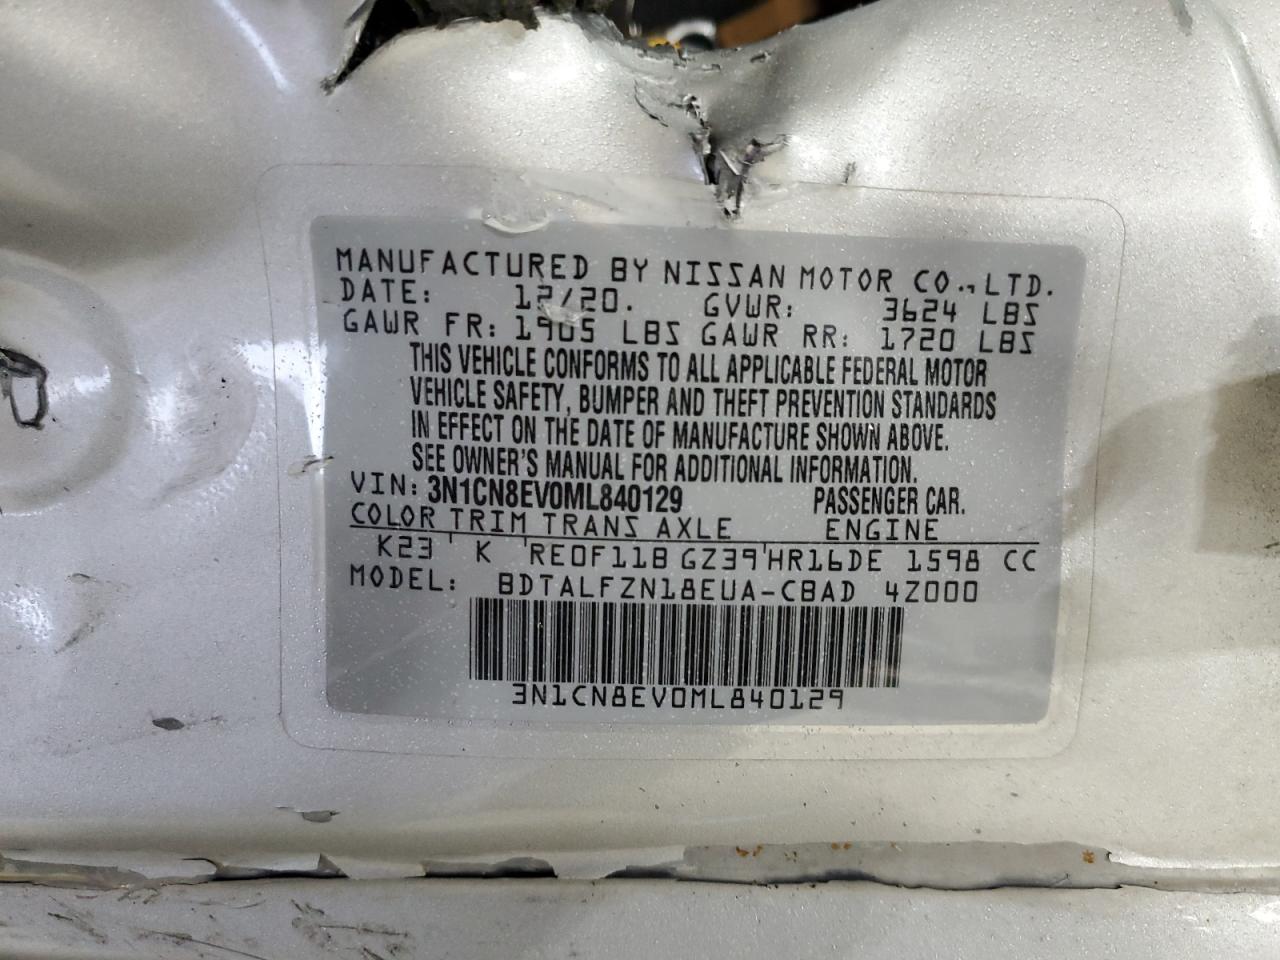 MANUFACTURED BY NISSAN MOTOR CO.,LTD.
DATE: 12/20. GVWR: 3624 LBS
GAWR FR: 1905 LBS GAWR RR: 1720 LBS
THIS VEHICLE CONFORMS TO ALL APPLICABLE FEDERAL MOTOR
VEHICLE SAFETY, BUMPER AND THEFT PREVENTION STANDARDS
IN EFFECT ON THE DATE OF MANUFACTURE SHOWN ABOVE.
SEE OWNER'S MANUAL FOR ADDITIONAL INFORMATION.
VIN: 3N1CN8EV0ML840129 PASSENGER CAR.
COLOR TRIM TRANS AXLE ENGINE
K23 K RE0F11B GZ39 HR16DE 1598 CC
MODEL: BDTALFZN18EUA-CBAD 4Z000
3N1CN8EV0ML840129